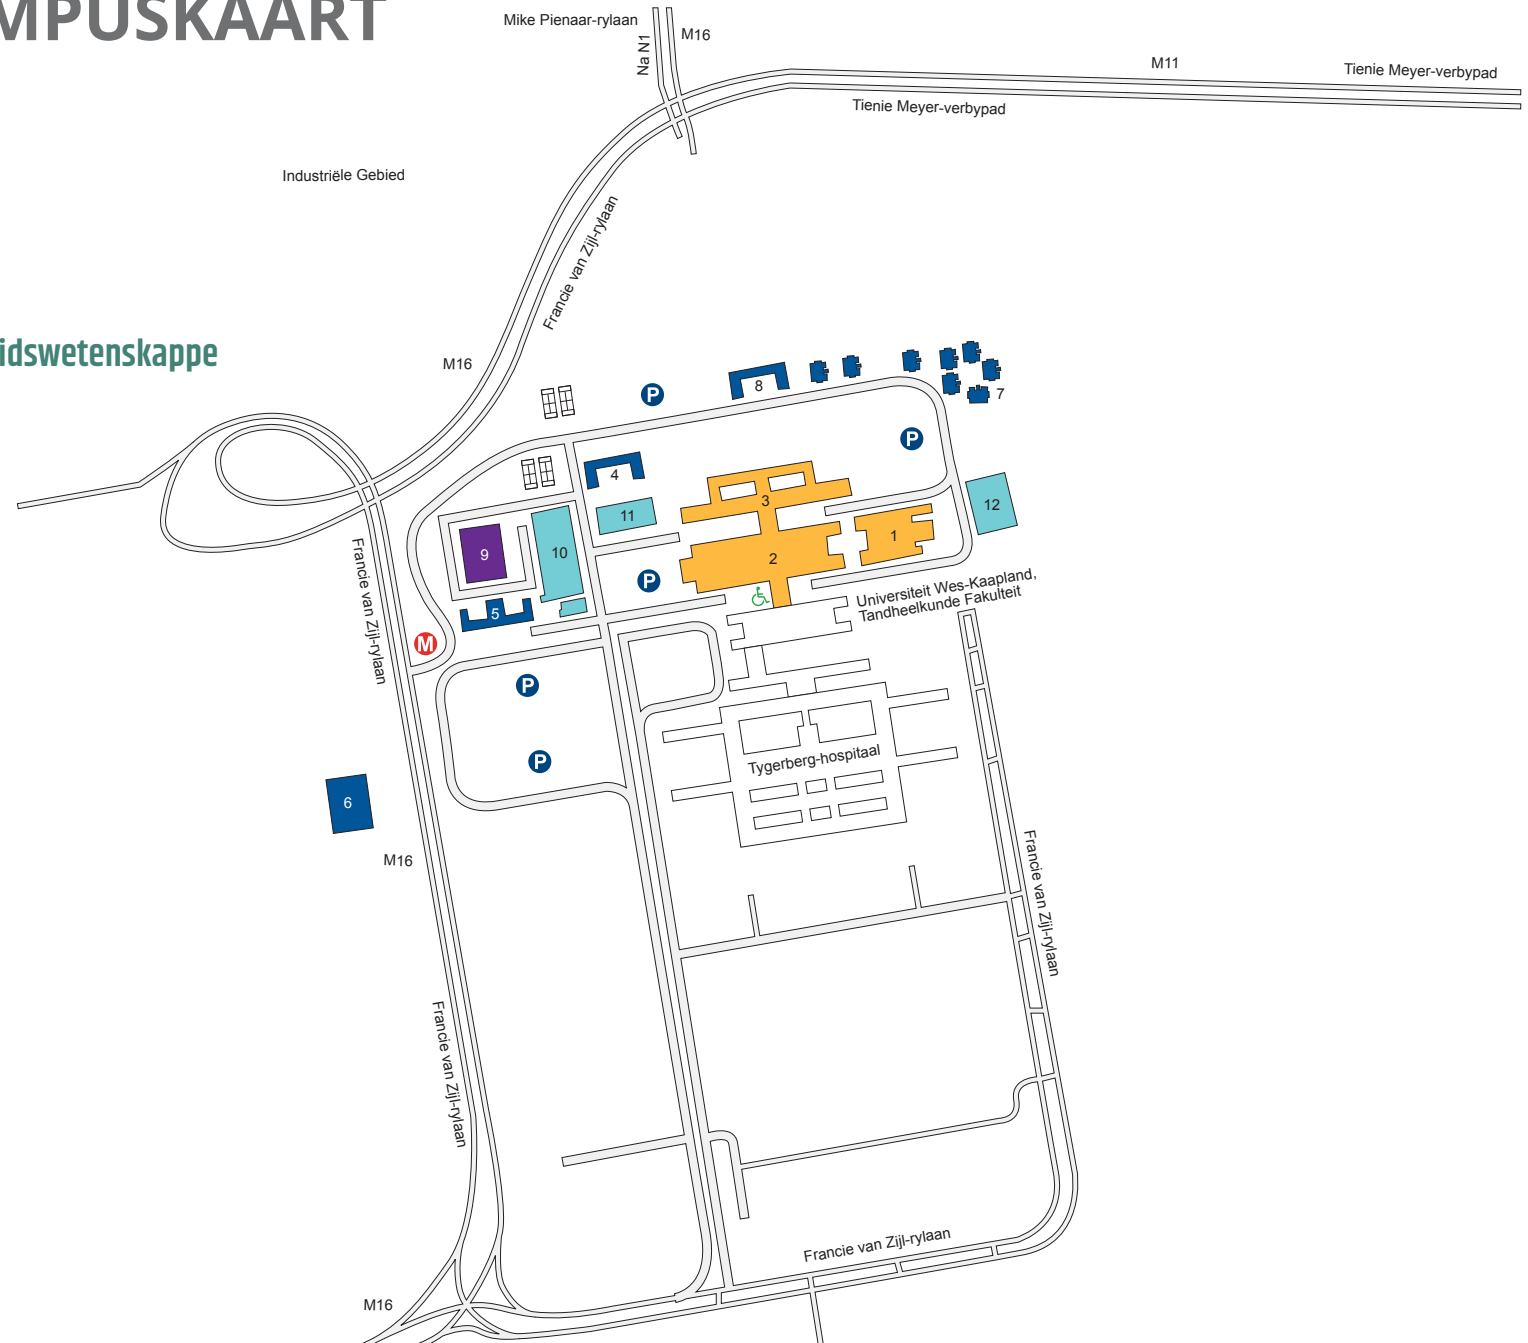 MPUSKAART
Mike Pienaar-rylaan
Na N1
M16
M11
Tienie Meyer-verbypad
Tienie Meyer-verbypad
Industriële Gebied
Francie van Zijl-rylaan
idswetenskappe
M16
P
8
7
P
4
3
12
11
1
9
10
2
P
5
Universiteit Wes-Kaapland,
Tandheelkunde Fakulteit
Francie van Zijl-rylaan
M
P
P
Tygerberg-hospitaal
6
M16
Francie van Zijl-rylaan
Francie van Zijl-rylaan
Francie van Zijl-rylaan
M16